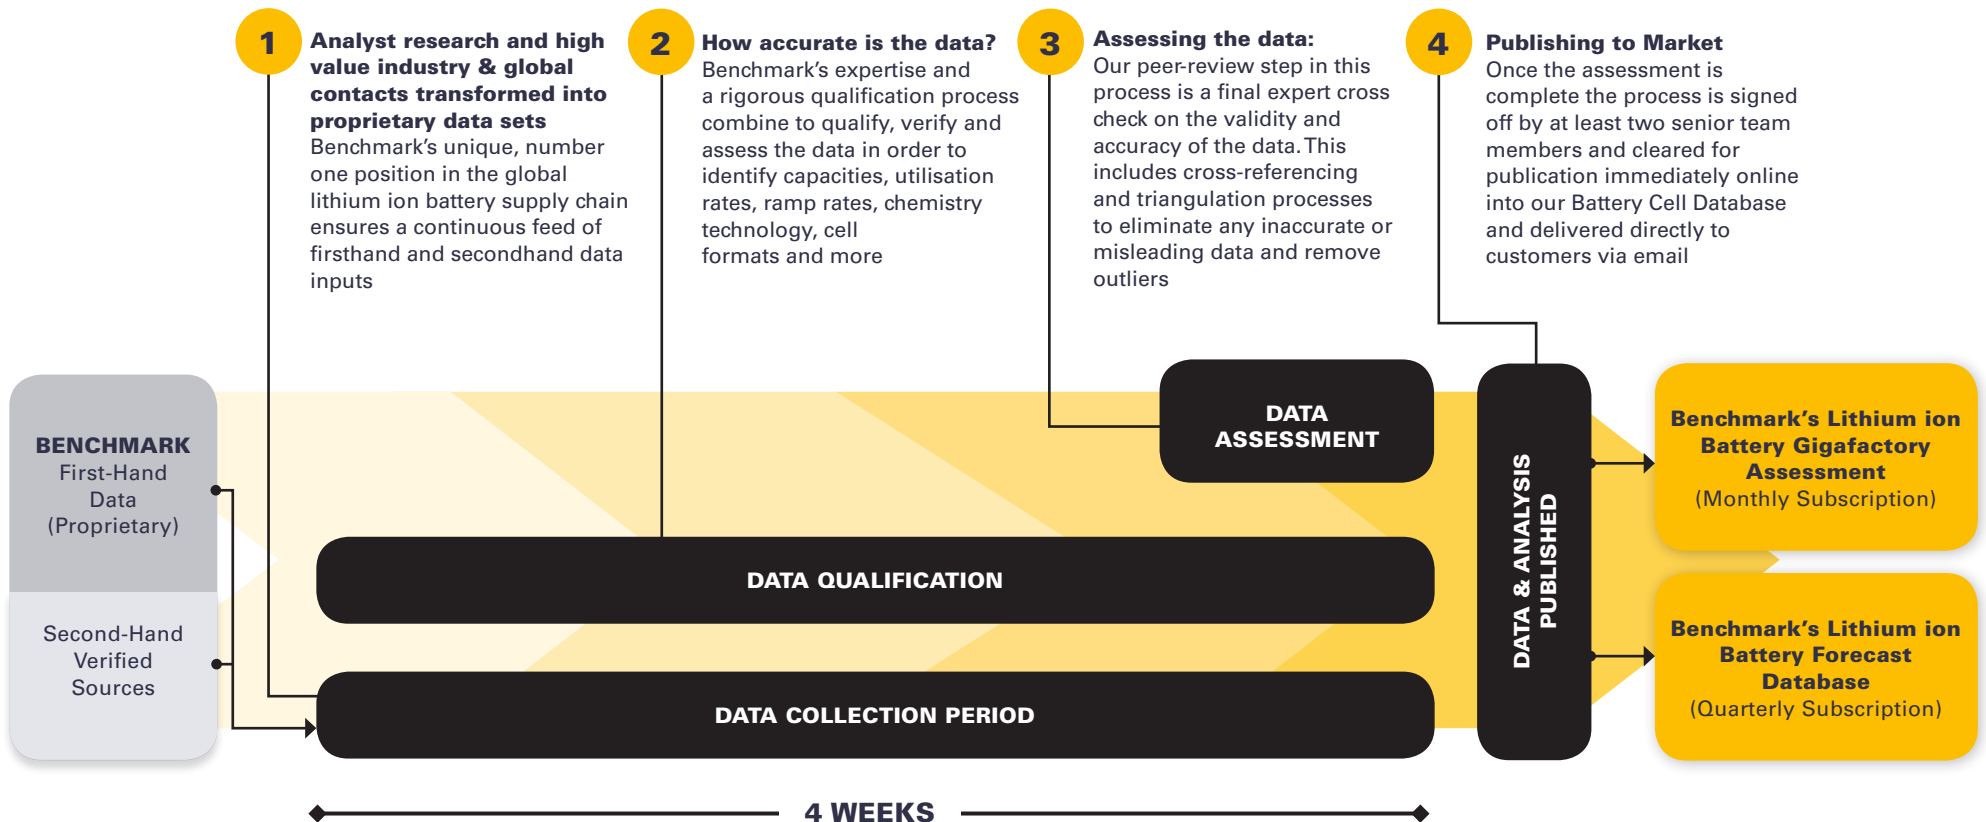 1
Analyst research and high
value industry & global
contacts transformed into
proprietary data sets
Benchmark's unique, number
one position in the global
lithium ion battery supply chain
ensures a continuous feed of
firsthand and secondhand data
inputs
2
How accurate is the data?
Benchmark's expertise and
a rigorous qualification process
combine to qualify, verify and
assess the data in order to
identify capacities, utilisation
rates, ramp rates, chemistry
technology, cell
formats and more
3
Assessing the data:
Our peer-review step in this
process is a final expert cross
check on the validity and
accuracy of the data. This
includes cross-referencing
and triangulation processes
to eliminate any inaccurate or
misleading data and remove
outliers
4
Publishing to Market
Once the assessment is
complete the process is signed
off by at least two senior team
members and cleared for
publication immediately online
into our Battery Cell Database
and delivered directly to
customers via email
BENCHMARK
First-Hand
Data
(Proprietary)
Second-Hand
Verified
Sources
DATA
ASSESSMENT
DATA QUALIFICATION
DATA COLLECTION PERIOD
DATA & ANALYSIS
PUBLISHED
Benchmark's Lithium ion
Battery Gigafactory
Assessment
(Monthly Subscription)
Benchmark's Lithium ion
Battery Forecast
Database
(Quarterly Subscription)
4 WEEKS